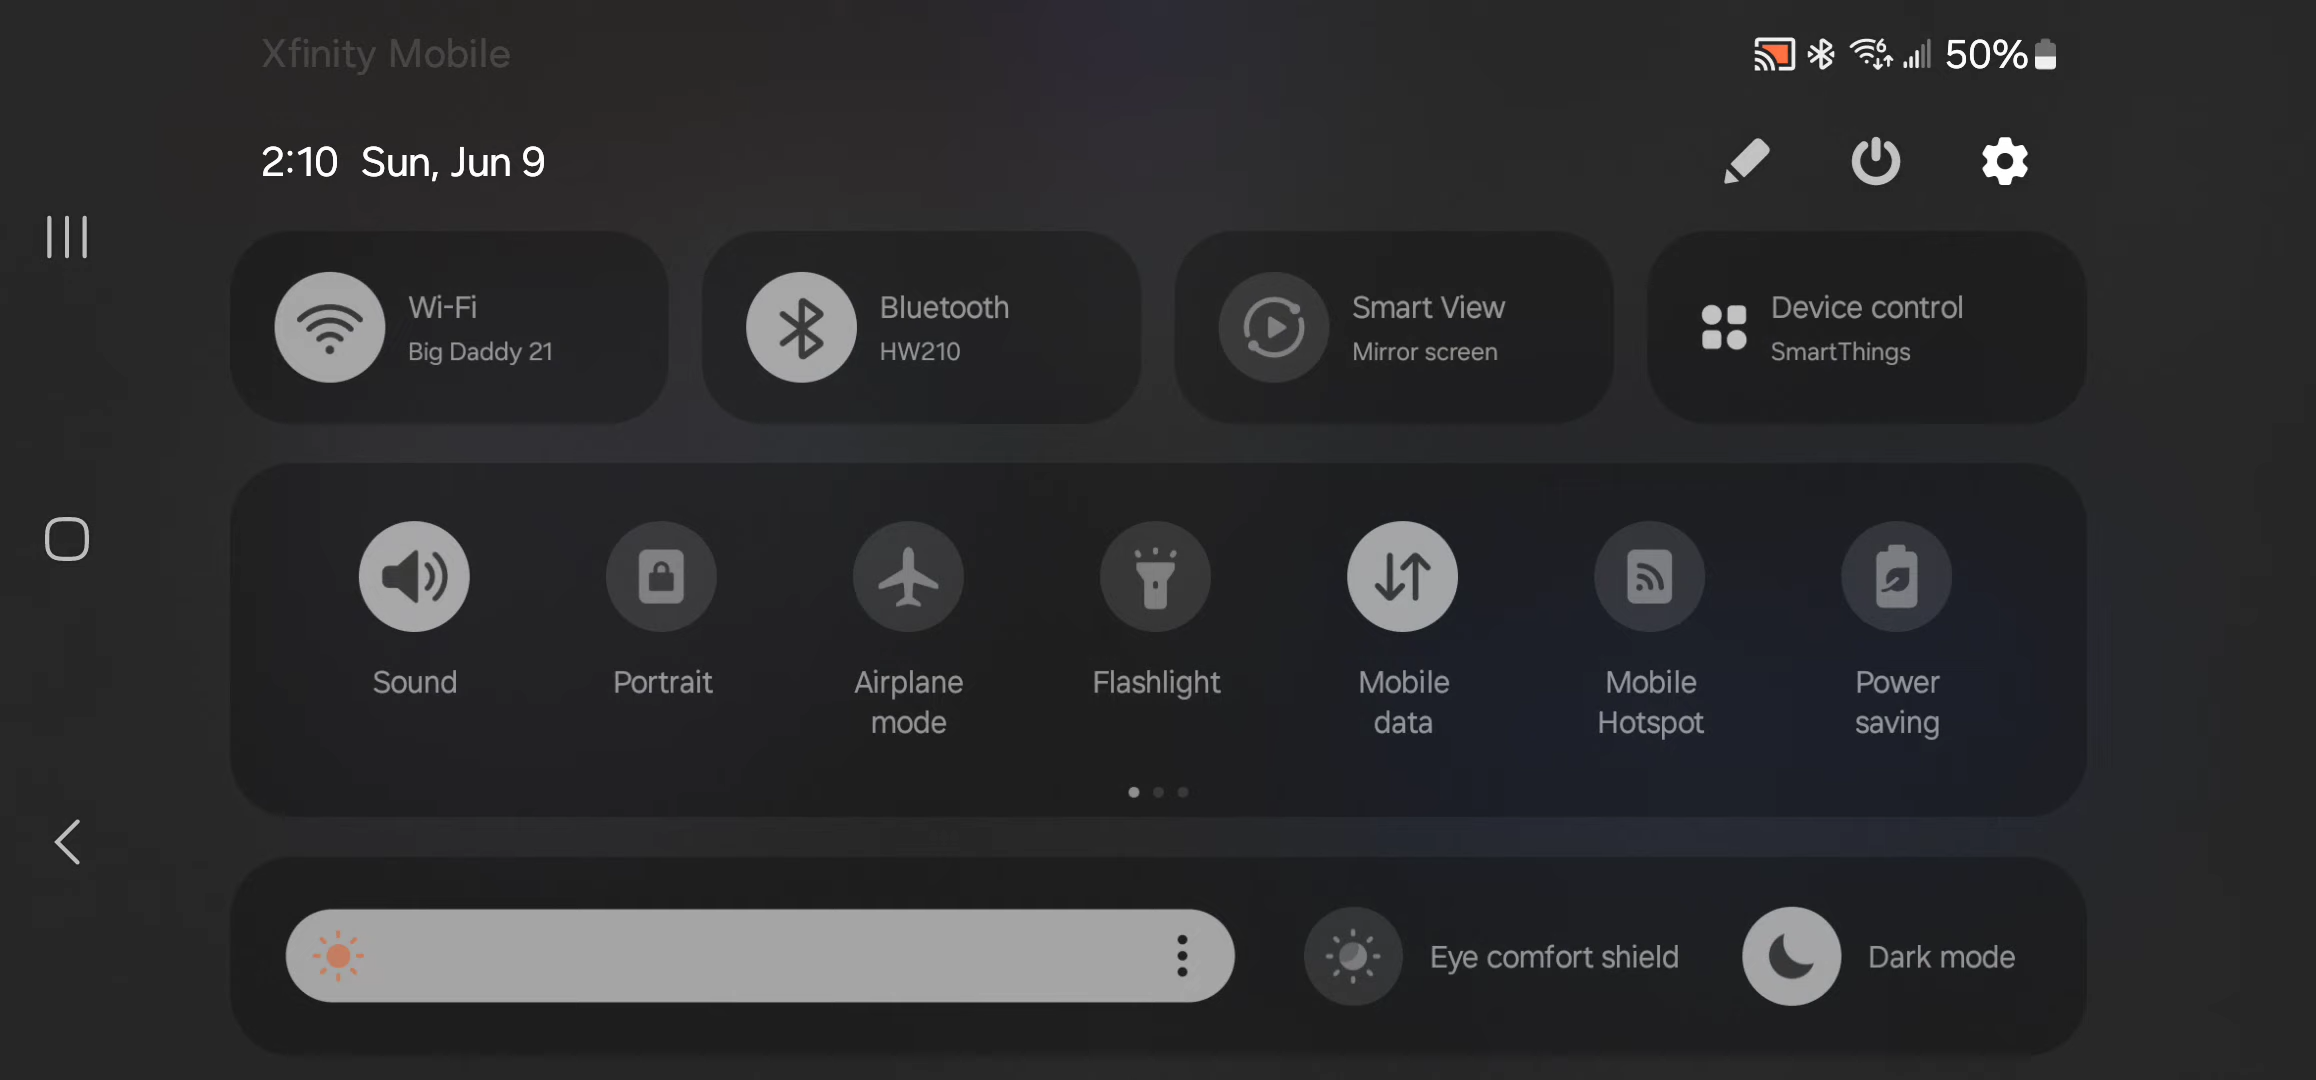 Xfinity Mobile
6 50%
2:10 Sun, Jun 9
Wi-Fi
Big Daddy 21
Bluetooth
HW210
Smart View
Mirror screen
Device control
SmartThings
Sound
Portrait
Airplane
mode
Flashlight
Mobile
data
Mobile
Hotspot
Power
saving
Eye comfort shield
Dark mode